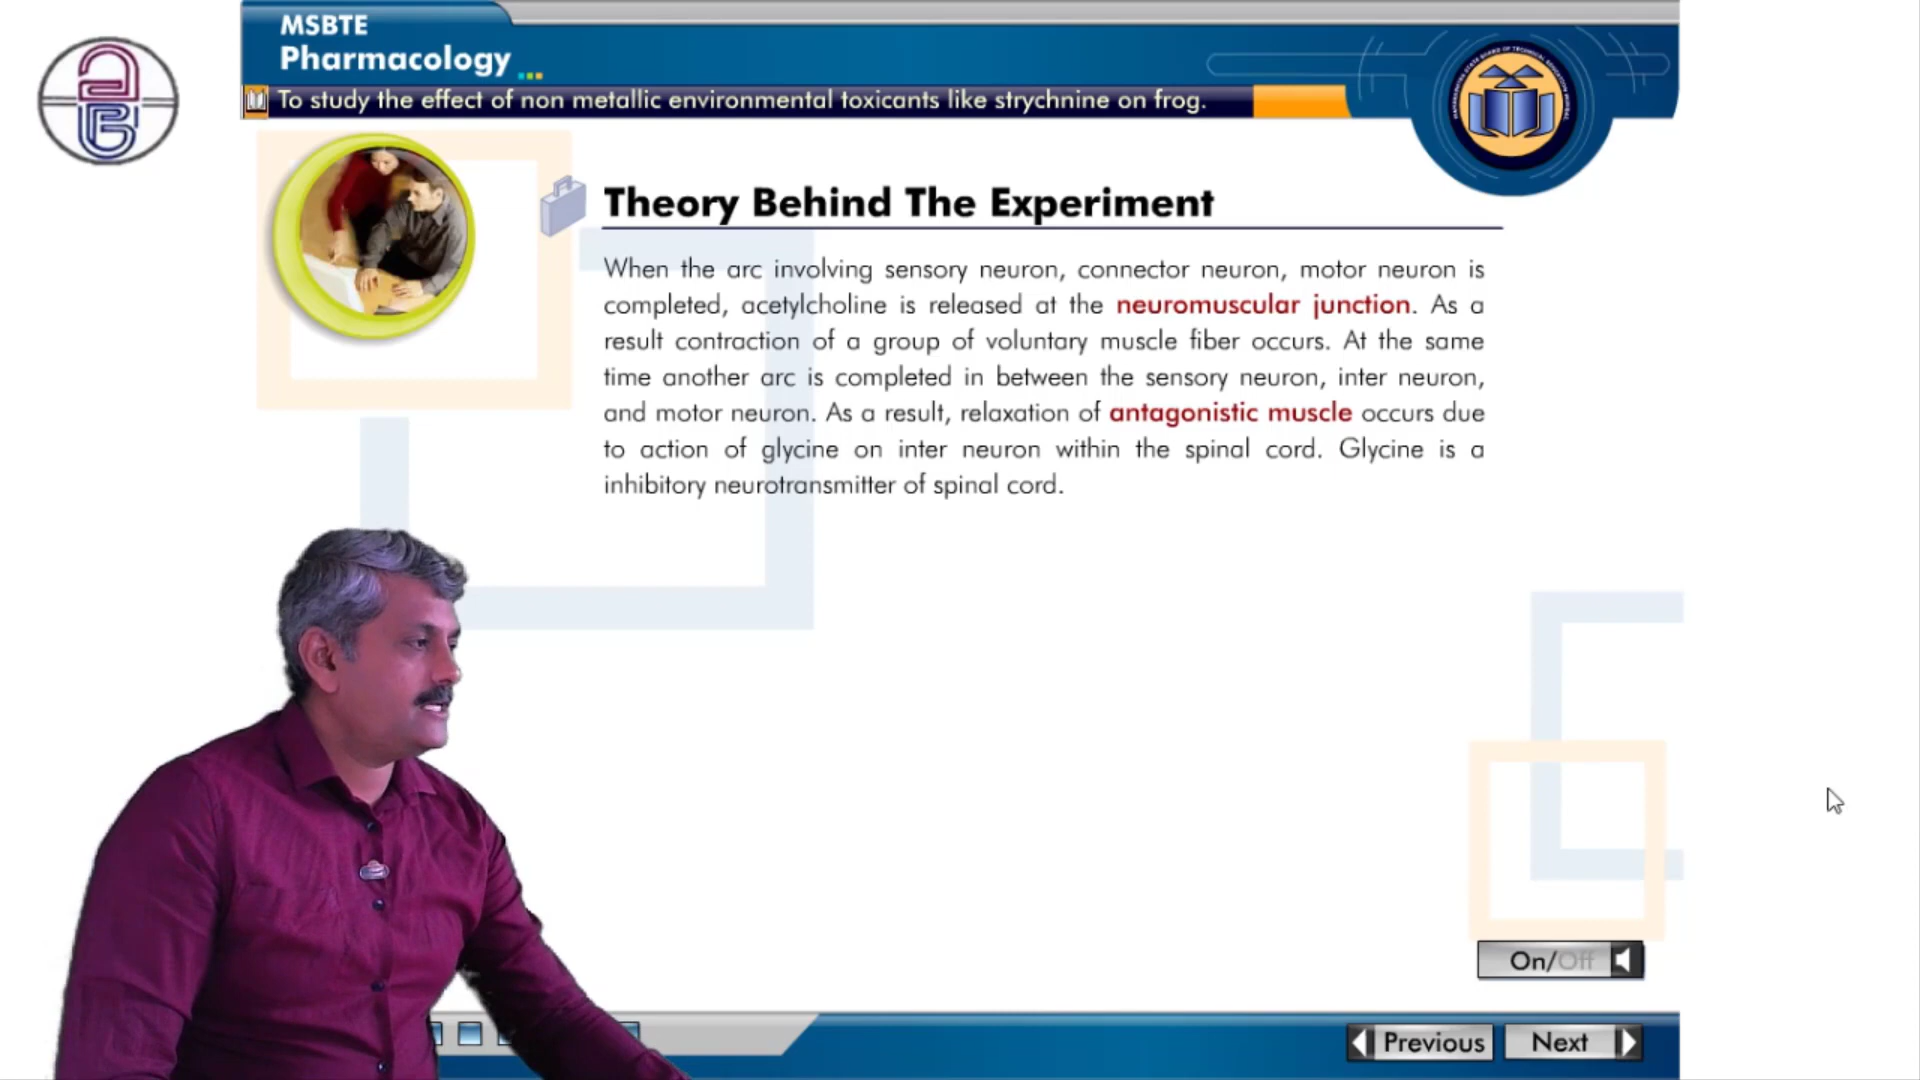 MSBTE
Pharmacology
To study the effect of non metallic environmental toxicants like strychnine on frog.
Theory Behind The Experiment
When the arc involving sensory neuron, connector neuron, motor neuron is
completed, acetylcholine is released at the neuromuscular junction. As a
result contraction of a group of voluntary muscle fiber occurs. At the same
time another arc is completed in between the sensory neuron, inter neuron,
and motor neuron. As a result, relaxation of antagonistic muscle occurs due
to action of glycine on inter neuron within the spinal cord. Glycine is a
inhibitory neurotransmitter of spinal cord.
On/Off
Previous
Next